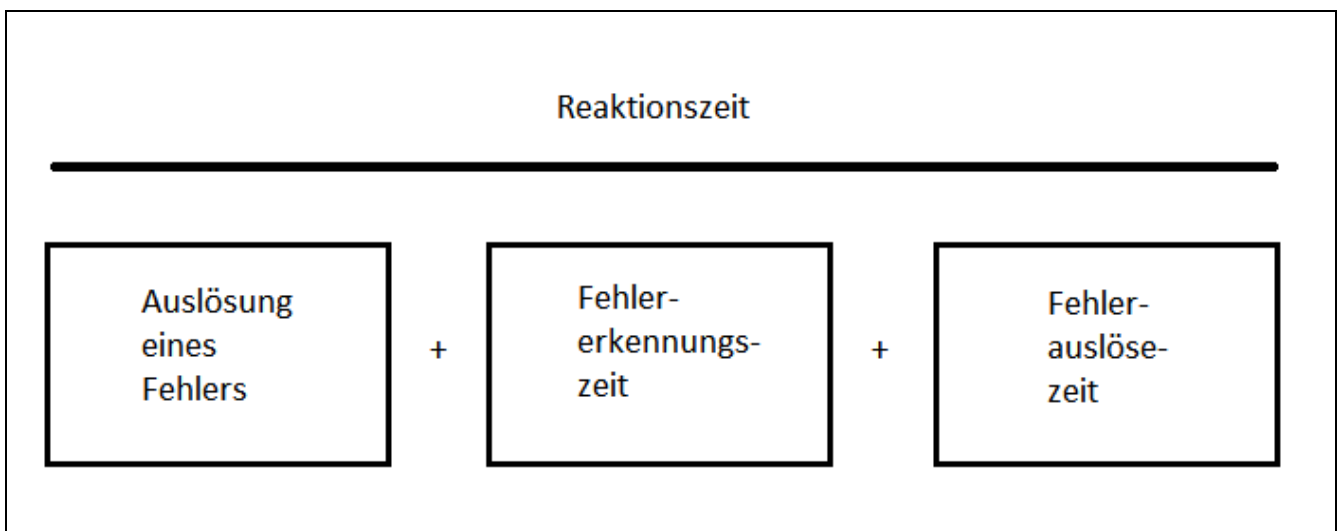 Reaktionszeit
Auslösung
eines
Fehlers
+
Fehler-
erkennungs-
zeit
+
Fehler-
auslöse-
zeit